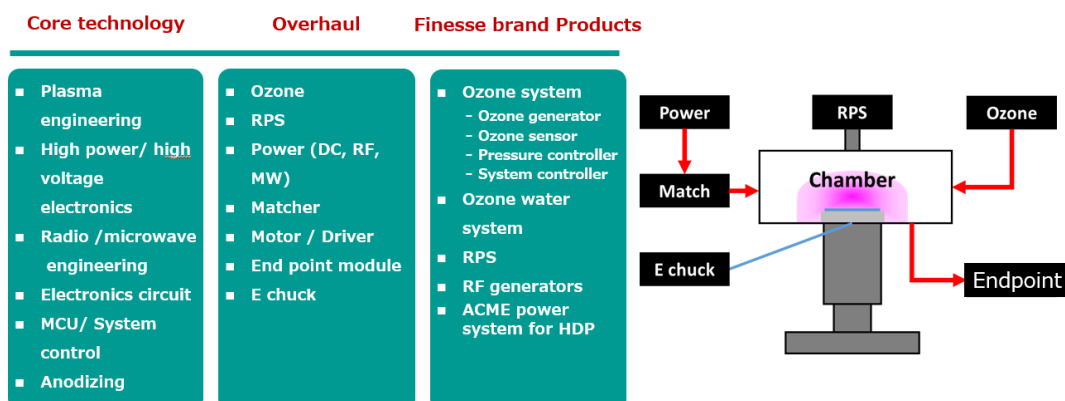 Core technology
Overhaul
Finesse brand Products
▪ Plasma
engineering
▪ High power/ high
voltage
electronics
▪ Radio /microwave
engineering
▪ Electronics circuit
▪ MCU/ System
control
▪ Anodizing
▪ Ozone
▪ RPS
▪ Power (DC, RF,
MW)
▪ Matcher
▪ Motor / Driver
▪ End point module
▪ E chuck
▪ Ozone system
- Ozone generator
- Ozone sensor
- Pressure controller
- System controller
▪ Ozone water
system
▪ RPS
▪ RF generators
▪ ACME power
system for HDP
Power
RPS
Ozone
Match
Chamber
E chuck
Endpoint